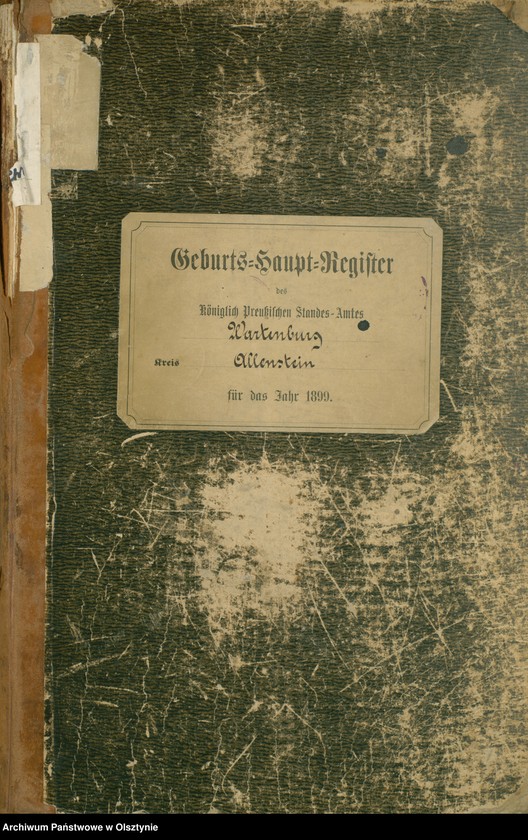 Geburts-Haupt-Register
des
Königlich Preußischen Standes-Amtes
Wartenburg
Kreis Allenstein
für das Jahr 1899.
Archiwum Państwowe w Olsztynie